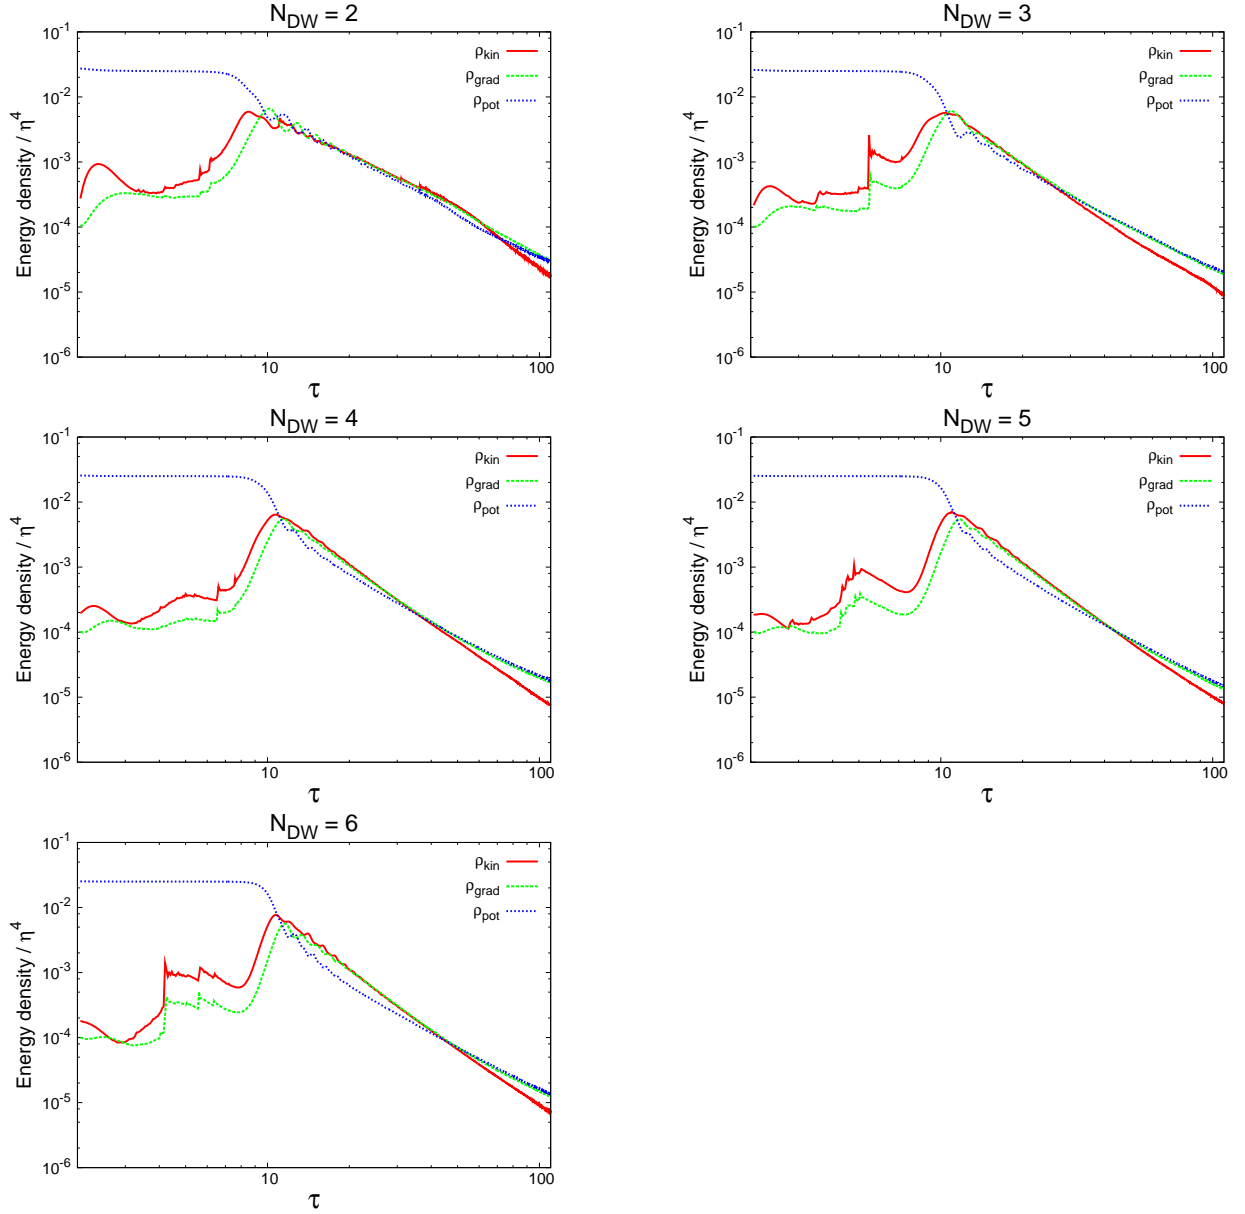 N_DW = 2
Energy density / η^4
10^-1
10^-2
10^-3
10^-4
10^-5
10^-6
ρ_kin
ρ_grad
ρ_pot
10
100
τ
N_DW = 3
Energy density / η^4
10^-1
10^-2
10^-3
10^-4
10^-5
10^-6
ρ_kin
ρ_grad
ρ_pot
10
100
τ
N_DW = 4
Energy density / η^4
10^-1
10^-2
10^-3
10^-4
10^-5
10^-6
ρ_kin
ρ_grad
ρ_pot
10
100
τ
N_DW = 5
Energy density / η^4
10^-1
10^-2
10^-3
10^-4
10^-5
10^-6
ρ_kin
ρ_grad
ρ_pot
10
100
τ
N_DW = 6
Energy density / η^4
10^-1
10^-2
10^-3
10^-4
10^-5
10^-6
ρ_kin
ρ_grad
ρ_pot
10
100
τ